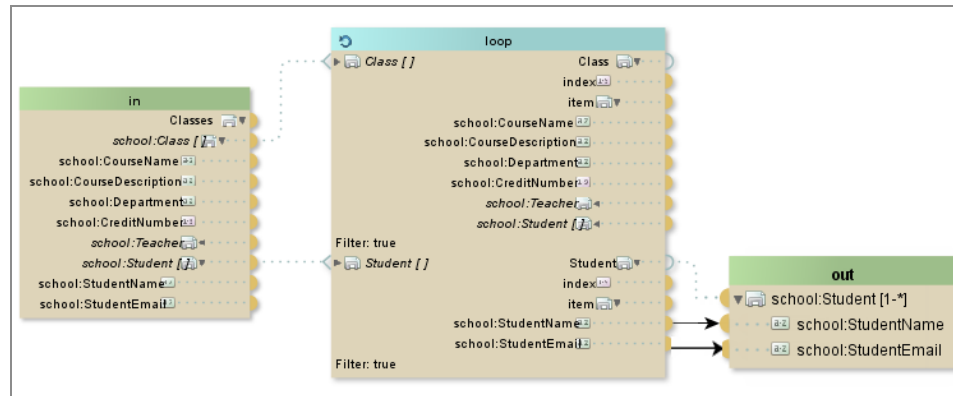 in
Classes
school:Class [ ]
school:CourseName
school:CourseDescription
school:Department
school:CreditNumber
school:Teacher
school:Student [ ]
school:StudentName
school:StudentEmail
loop
Class [ ]
Class
index
item
school:CourseName
school:CourseDescription
school:Department
school:CreditNumber
school:Teacher
school:Student [ ]
Filter: true
Student [ ]
Student
index
item
school:StudentName
school:StudentEmail
Filter: true
out
school:Student [1-*]
school:StudentName
school:StudentEmail